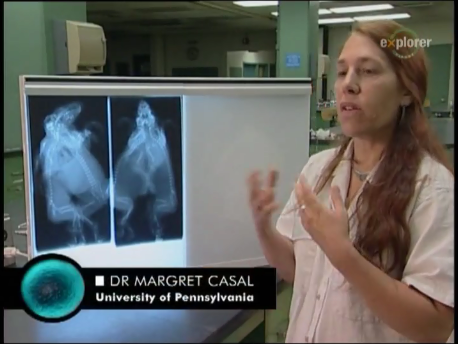 explorer
DR MARGRET CASAL
University of Pennsylvania